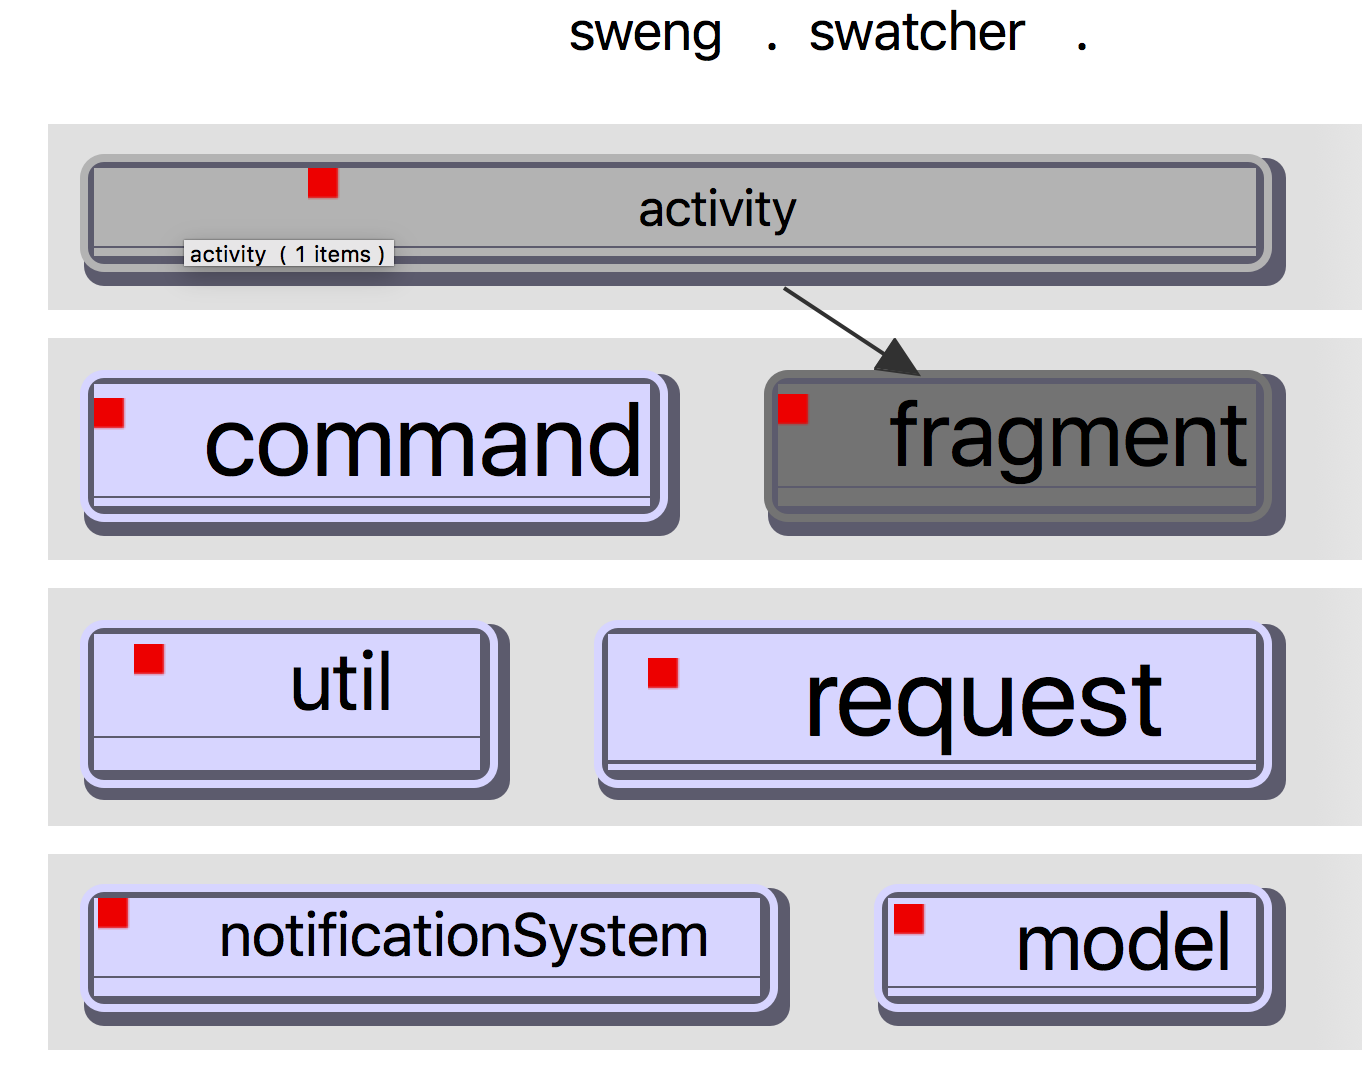 sweng . swatcher .
activity
activity ( 1 items )
command
fragment
util
request
notificationSystem
model